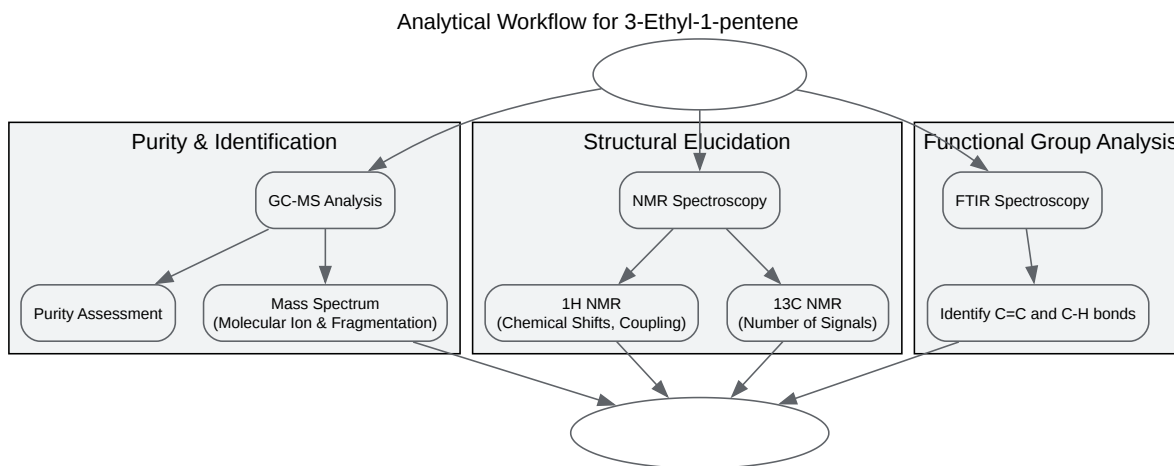 Analytical Workflow for 3-Ethyl-1-pentene
Purity & Identification
Structural Elucidation
Functional Group Analysis
GC-MS Analysis
NMR Spectroscopy
FTIR Spectroscopy
Purity Assessment
Mass Spectrum
(Molecular Ion & Fragmentation)
1H NMR
(Chemical Shifts, Coupling)
13C NMR
(Number of Signals)
Identify C=C and C-H bonds